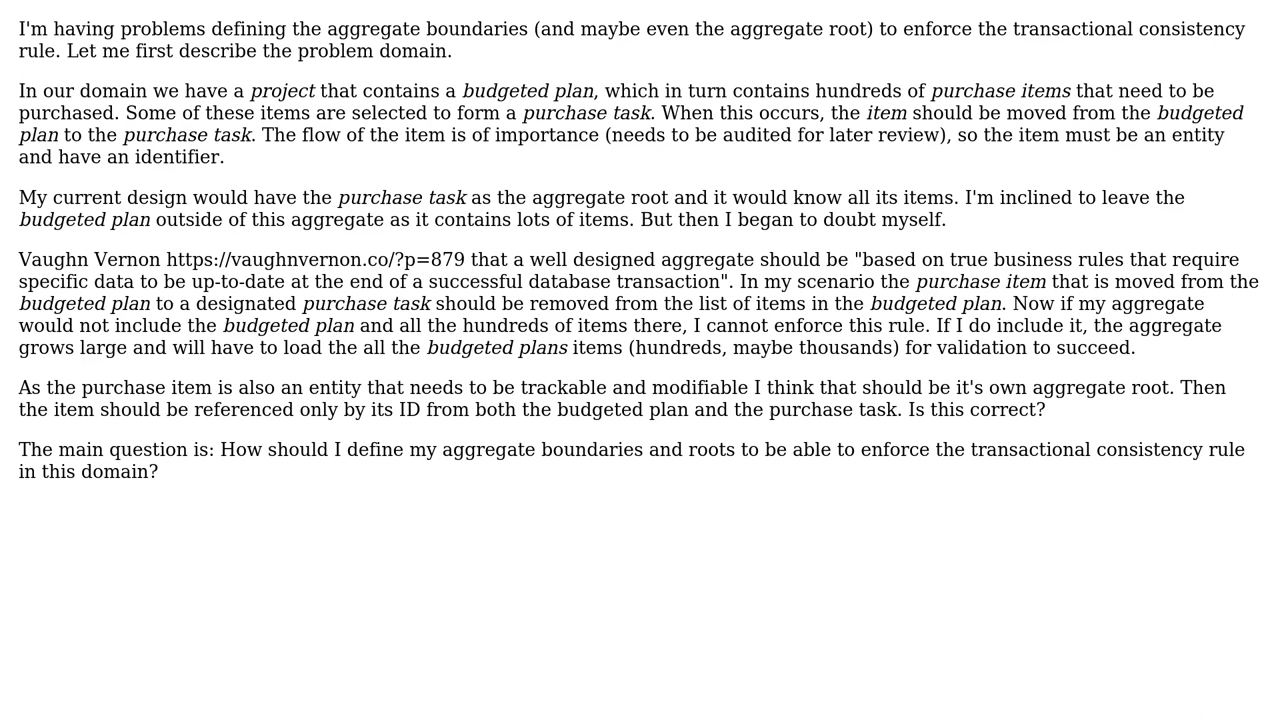 I'm having problems defining the aggregate boundaries (and maybe even the aggregate root) to enforce the transactional consistency
rule. Let me first describe the problem domain.
In our domain we have a project that contains a budgeted plan, which in turn contains hundreds of purchase items that need to be
purchased. Some of these items are selected to form a purchase task. When this occurs, the item should be moved from the budgeted
plan to the purchase task. The flow of the item is of importance (needs to be audited for later review), so the item must be an entity
and have an identifier.
My current design would have the purchase task as the aggregate root and it would know all its items. I'm inclined to leave the
budgeted plan outside of this aggregate as it contains lots of items. But then I began to doubt myself.
Vaughn Vernon https://vaughnvernon.co/?p=879 that a well designed aggregate should be "based on true business rules that require
specific data to be up-to-date at the end of a successful database transaction". In my scenario the purchase item that is moved from the
budgeted plan to a designated purchase task should be removed from the list of items in the budgeted plan. Now if my aggregate
would not include the budgeted plan and all the hundreds of items there, I cannot enforce this rule. If I do include it, the aggregate
grows large and will have to load the all the budgeted plans items (hundreds, maybe thousands) for validation to succeed.
As the purchase item is also an entity that needs to be trackable and modifiable I think that should be it's own aggregate root. Then
the item should be referenced only by its ID from both the budgeted plan and the purchase task. Is this correct?
The main question is: How should I define my aggregate boundaries and roots to be able to enforce the transactional consistency rule
in this domain?